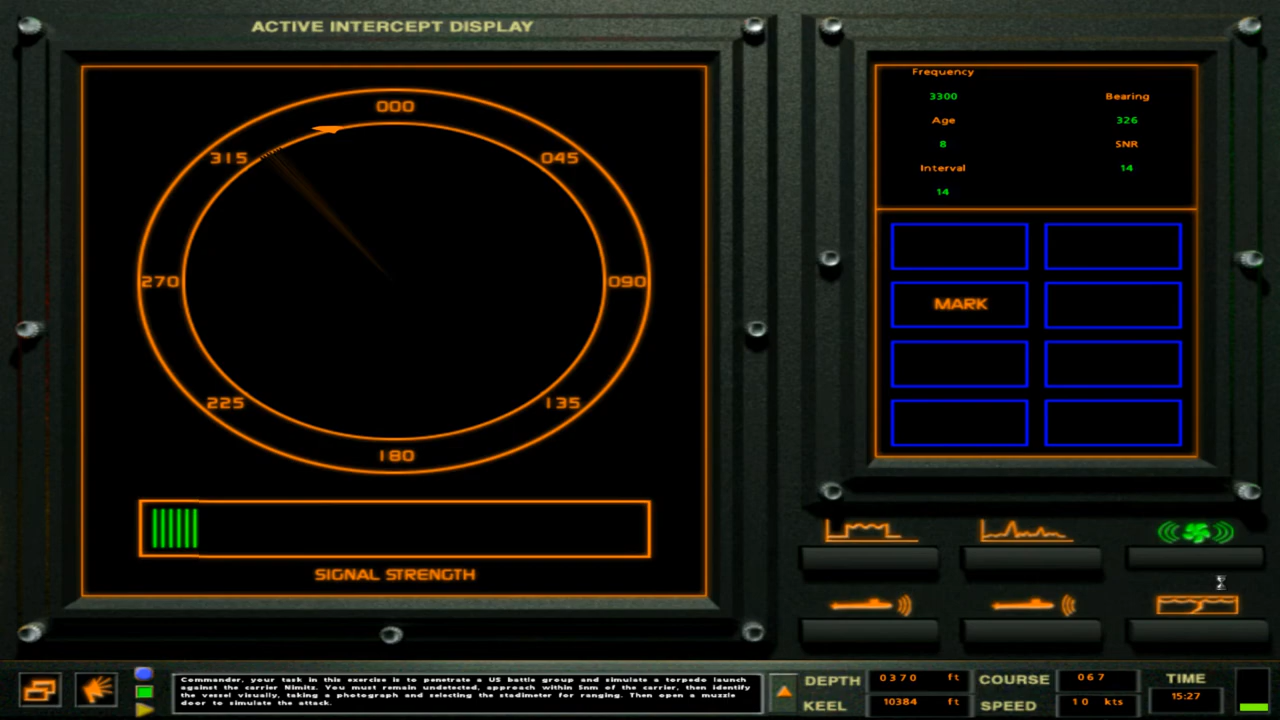 ACTIVE INTERCEPT DISPLAY
000
315
045
270
090
225
135
180
SIGNAL STRENGTH
Frequency
3300
Bearing
Age
326
8
SNR
Interval
14
14
MARK
Commander, your task in this exercise is to penetrate a US battle group and simulate a torpedo launch
against the carrier Nimitz. You must remain undetected, approach within 5nm of the carrier, then identify
the vessel visually, taking a photograph and selecting the stadimeter for ranging. Then open a muzzle
door to simulate the attack.
DEPTH 0370 ft COURSE 067 TIME
KEEL 10384 ft SPEED 10 kts 15:27